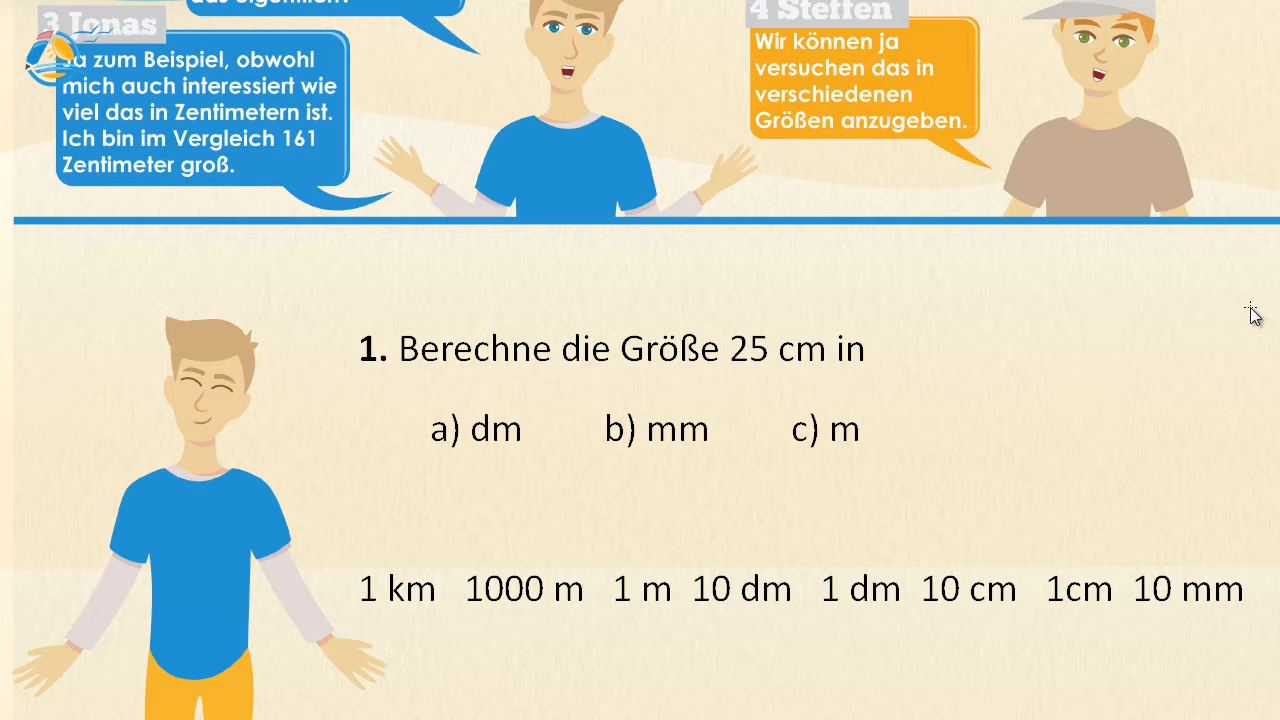 das eigentlich?
3 Jonas
Ja zum Beispiel, obwohl
mich auch interessiert wie
viel das in Zentimetern ist.
Ich bin im Vergleich 161
Zentimeter groß.
4 Steffen
Wir können ja
versuchen das in
verschiedenen
Größen anzugeben.
1. Berechne die Größe 25 cm in
a) dm b) mm c) m
1 km 1000 m 1 m 10 dm 1 dm 10 cm 1cm 10 mm